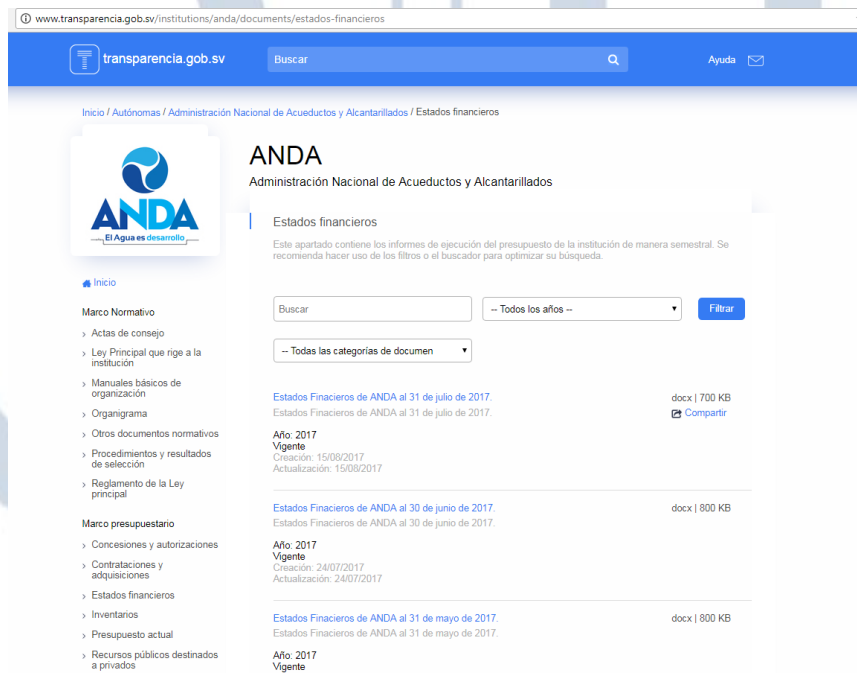 www.transparencia.gob.sv/institutions/anda/documents/estados-financieros
transparencia.gob.sv
Buscar
Ayuda
Inicio / Autónomas / Administración Nacional de Acueductos y Alcantarillados / Estados financieros
ANDA
El Agua es desarrollo
ANDA
Administración Nacional de Acueductos y Alcantarillados
Inicio
Marco Normativo
Actas de consejo
Ley Principal que rige a la
institución
Manuales básicos de
organización
Organigrama
Otros documentos normativos
Procedimientos y resultados
de selección
Reglamento de la Ley
principal
Marco presupuestario
Concesiones y autorizaciones
Contrataciones y
adquisiciones
Estados financieros
Inventarios
Presupuesto actual
Recursos públicos destinados
a privados
Estados financieros
Este apartado contiene los informes de ejecución del presupuesto de la institución de manera semestral. Se
recomienda hacer uso de los filtros o el buscador para optimizar su búsqueda.
Buscar
-- Todos los años --
Filtrar
-- Todas las categorías de documen
Estados Finacieros de ANDA al 31 de julio de 2017.
docx | 700 KB
Estados Finacieros de ANDA al 31 de julio de 2017.
Compartir
Año: 2017
Vigente
Creación: 15/08/2017
Actualización: 15/08/2017
Estados Finacieros de ANDA al 30 de junio de 2017.
docx | 800 KB
Estados Finacieros de ANDA al 30 de junio de 2017.
Año: 2017
Vigente
Creación: 24/07/2017
Actualización: 24/07/2017
Estados Finacieros de ANDA al 31 de mayo de 2017.
docx | 800 KB
Estados Finacieros de ANDA al 31 de mayo de 2017.
Año: 2017
Vigente